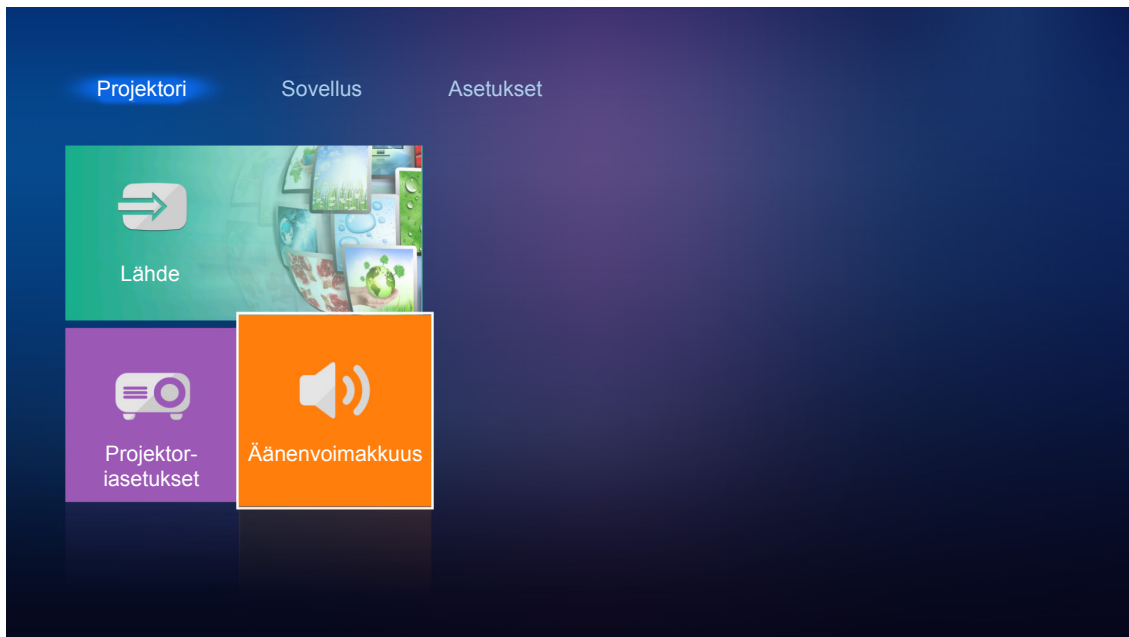 Projektori Sovellus Asetukset
Lähde
Projektor-
iasetukset
Äänenvoimakkuus